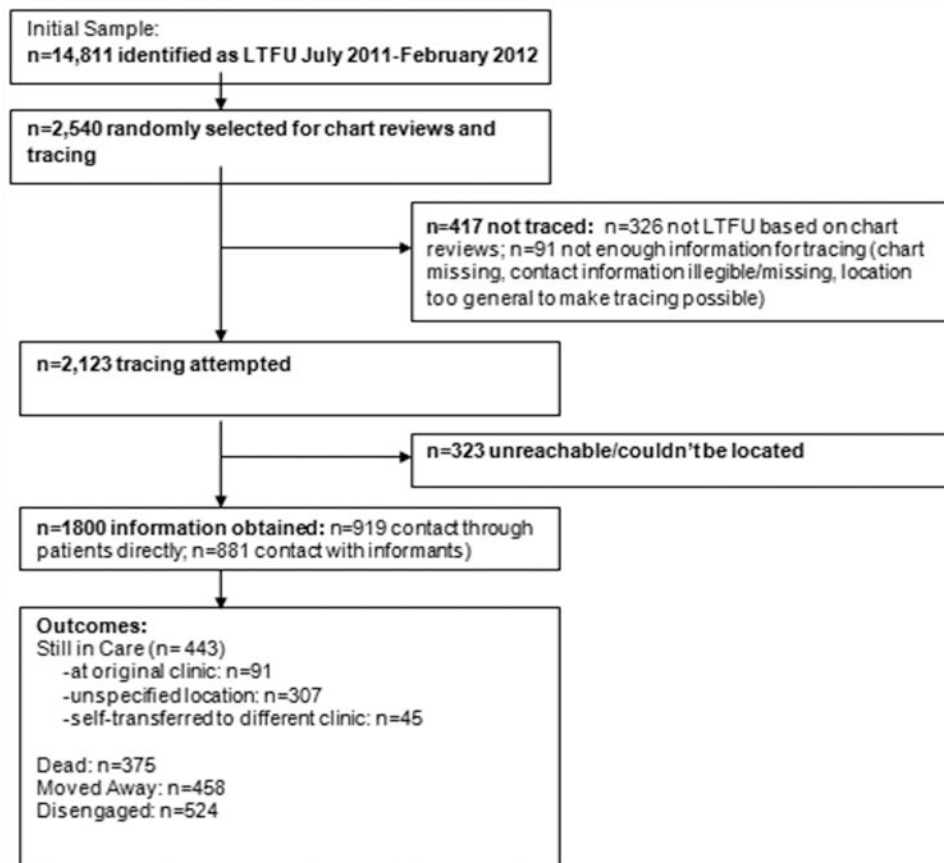 Initial Sample:
n=14,811 identified as LTFU July 2011-February 2012
n=2,540 randomly selected for chart reviews and
tracing
n=417 not traced: n=326 not LTFU based on chart
reviews; n=91 not enough information for tracing (chart
missing, contact information illegible/missing, location
too general to make tracing possible)
n=2,123 tracing attempted
n=323 unreachable/couldn't be located
n=1800 information obtained: n=919 contact through
patients directly; n=881 contact with informants)
Outcomes:
Still in Care (n= 443)
-at original clinic: n=91
-unspecified location: n=307
-self-transferred to different clinic: n=45
Dead: n=375
Moved Away: n=458
Disengaged: n=524